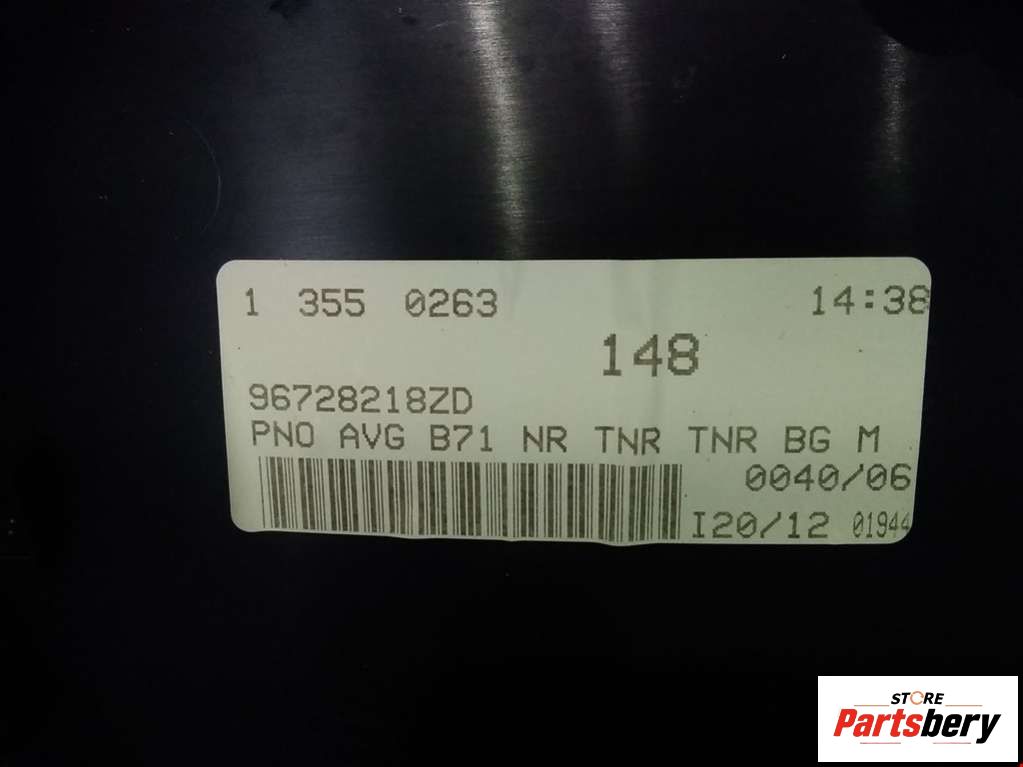 1 355 0263 14:38
148
96728218ZD
PNO AVG B71 NR TNR TNR BG M
0040/06
I20/12 01944
STORE
Partsbery